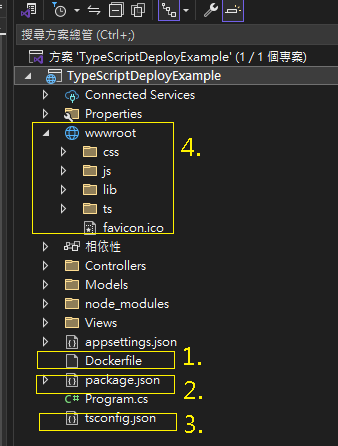 搜尋方案總管 (Ctrl+;)
方案 'TypeScriptDeployExample' (1 / 1 個專案)
TypeScriptDeployExample
Connected Services
Properties
wwwroot
4.
css
js
lib
ts
favicon.ico
相依性
Controllers
Models
node_modules
Views
appsettings.json
Dockerfile
1.
package.json
2.
C# Program.cs
tsconfig.json
3.